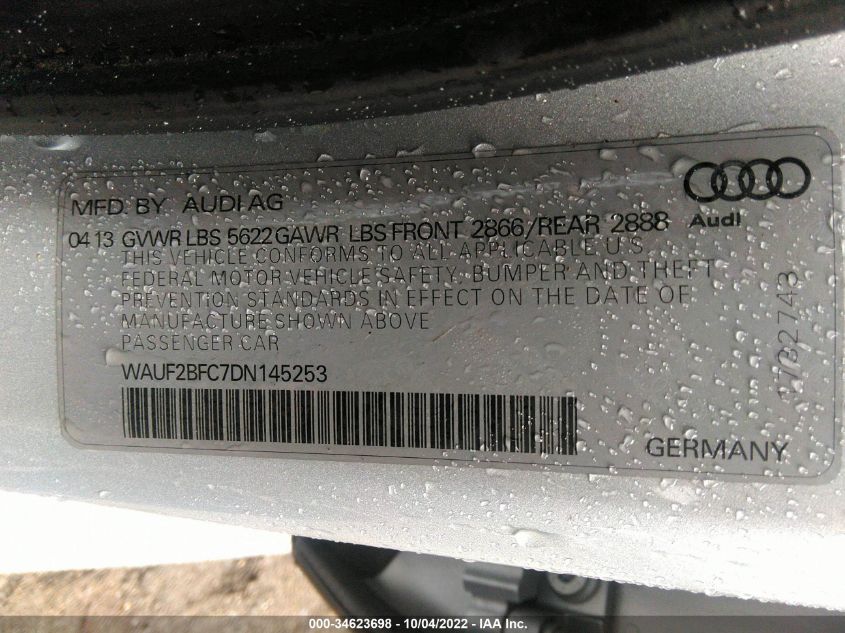 MFD. BY AUDI AG
04 13 GVWR LBS 5622 GAWR LBS FRONT 2866/REAR 2888
Audi
THIS VEHICLE CONFORMS TO ALL APPLICABLE U.S.
FEDERAL MOTOR VEHICLE SAFETY, BUMPER AND THEFT
PREVENTION STANDARDS IN EFFECT ON THE DATE OF
MANUFACTURE SHOWN ABOVE
PASSENGER CAR
WAUF2BFC7DN145253
GERMANY
000-34623698 - 10/04/2022 - IAA Inc.